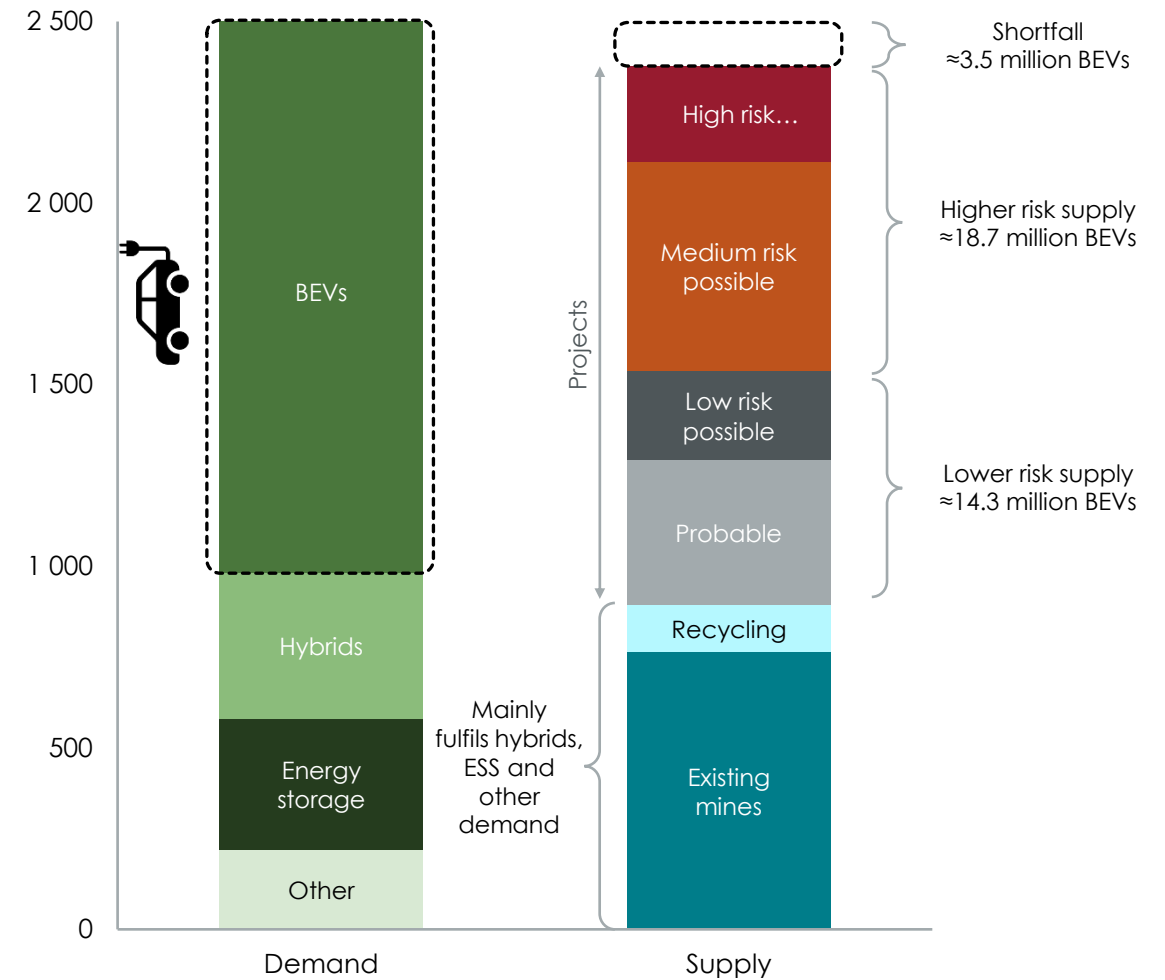 2 500
2 000
1 500
1 000
500
0
BEVs
Hybrids
Energy
storage
Other
Demand
Mainly
fulfils hybrids,
ESS and
other
demand
Projects
High risk…
Medium risk
possible
Low risk
possible
Probable
Recycling
Existing
mines
Supply
Shortfall
≈3.5 million BEVs
Higher risk supply
≈18.7 million BEVs
Lower risk supply
≈14.3 million BEVs